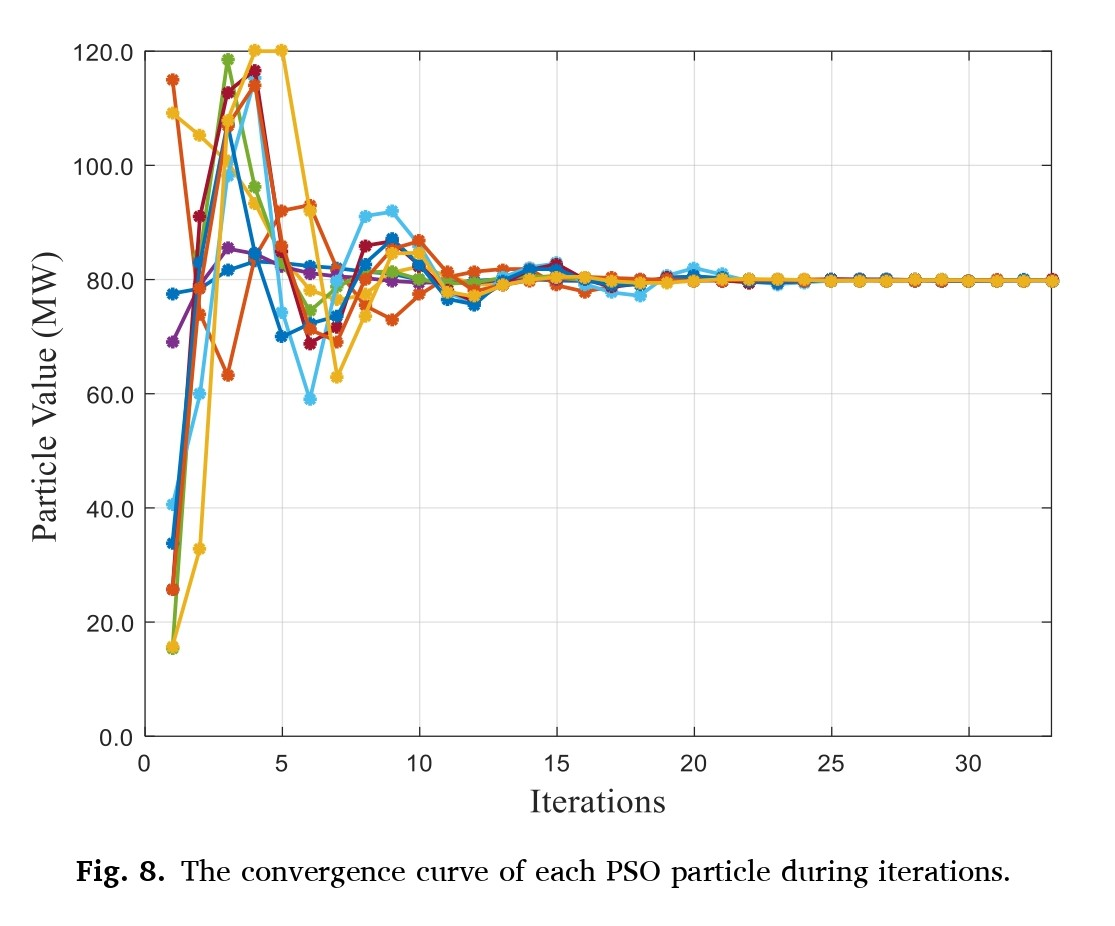 120.0
100.0
80.0
60.0
40.0
20.0
0.0
Particle Value (MW)
0 5 10 15 20 25 30
Iterations
Fig. 8. The convergence curve of each PSO particle during iterations.